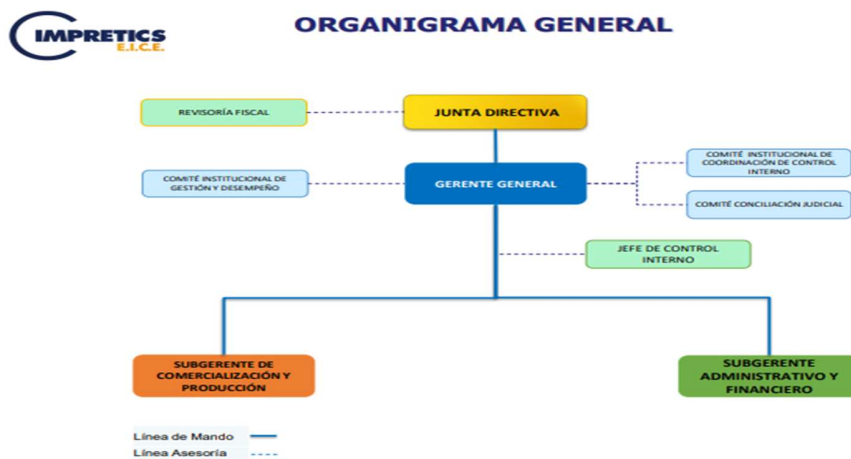 IMPRETICS
E.I.C.E.
ORGANIGRAMA GENERAL
REVISORÍA FISCAL
JUNTA DIRECTIVA
COMITÉ INSTITUCIONAL DE
GESTIÓN Y DESEMPEÑO
GERENTE GENERAL
COMITÉ INSTITUCIONAL DE
COORDINACIÓN DE CONTROL
INTERNO
COMITÉ CONCILIACIÓN JUDICIAL
JEFE DE CONTROL
INTERNO
SUBGERENTE DE
COMERCIALIZACIÓN Y
PRODUCCIÓN
SUBGERENTE
ADMINISTRATIVO Y
FINANCIERO
Línea de Mando
Línea Asesoría